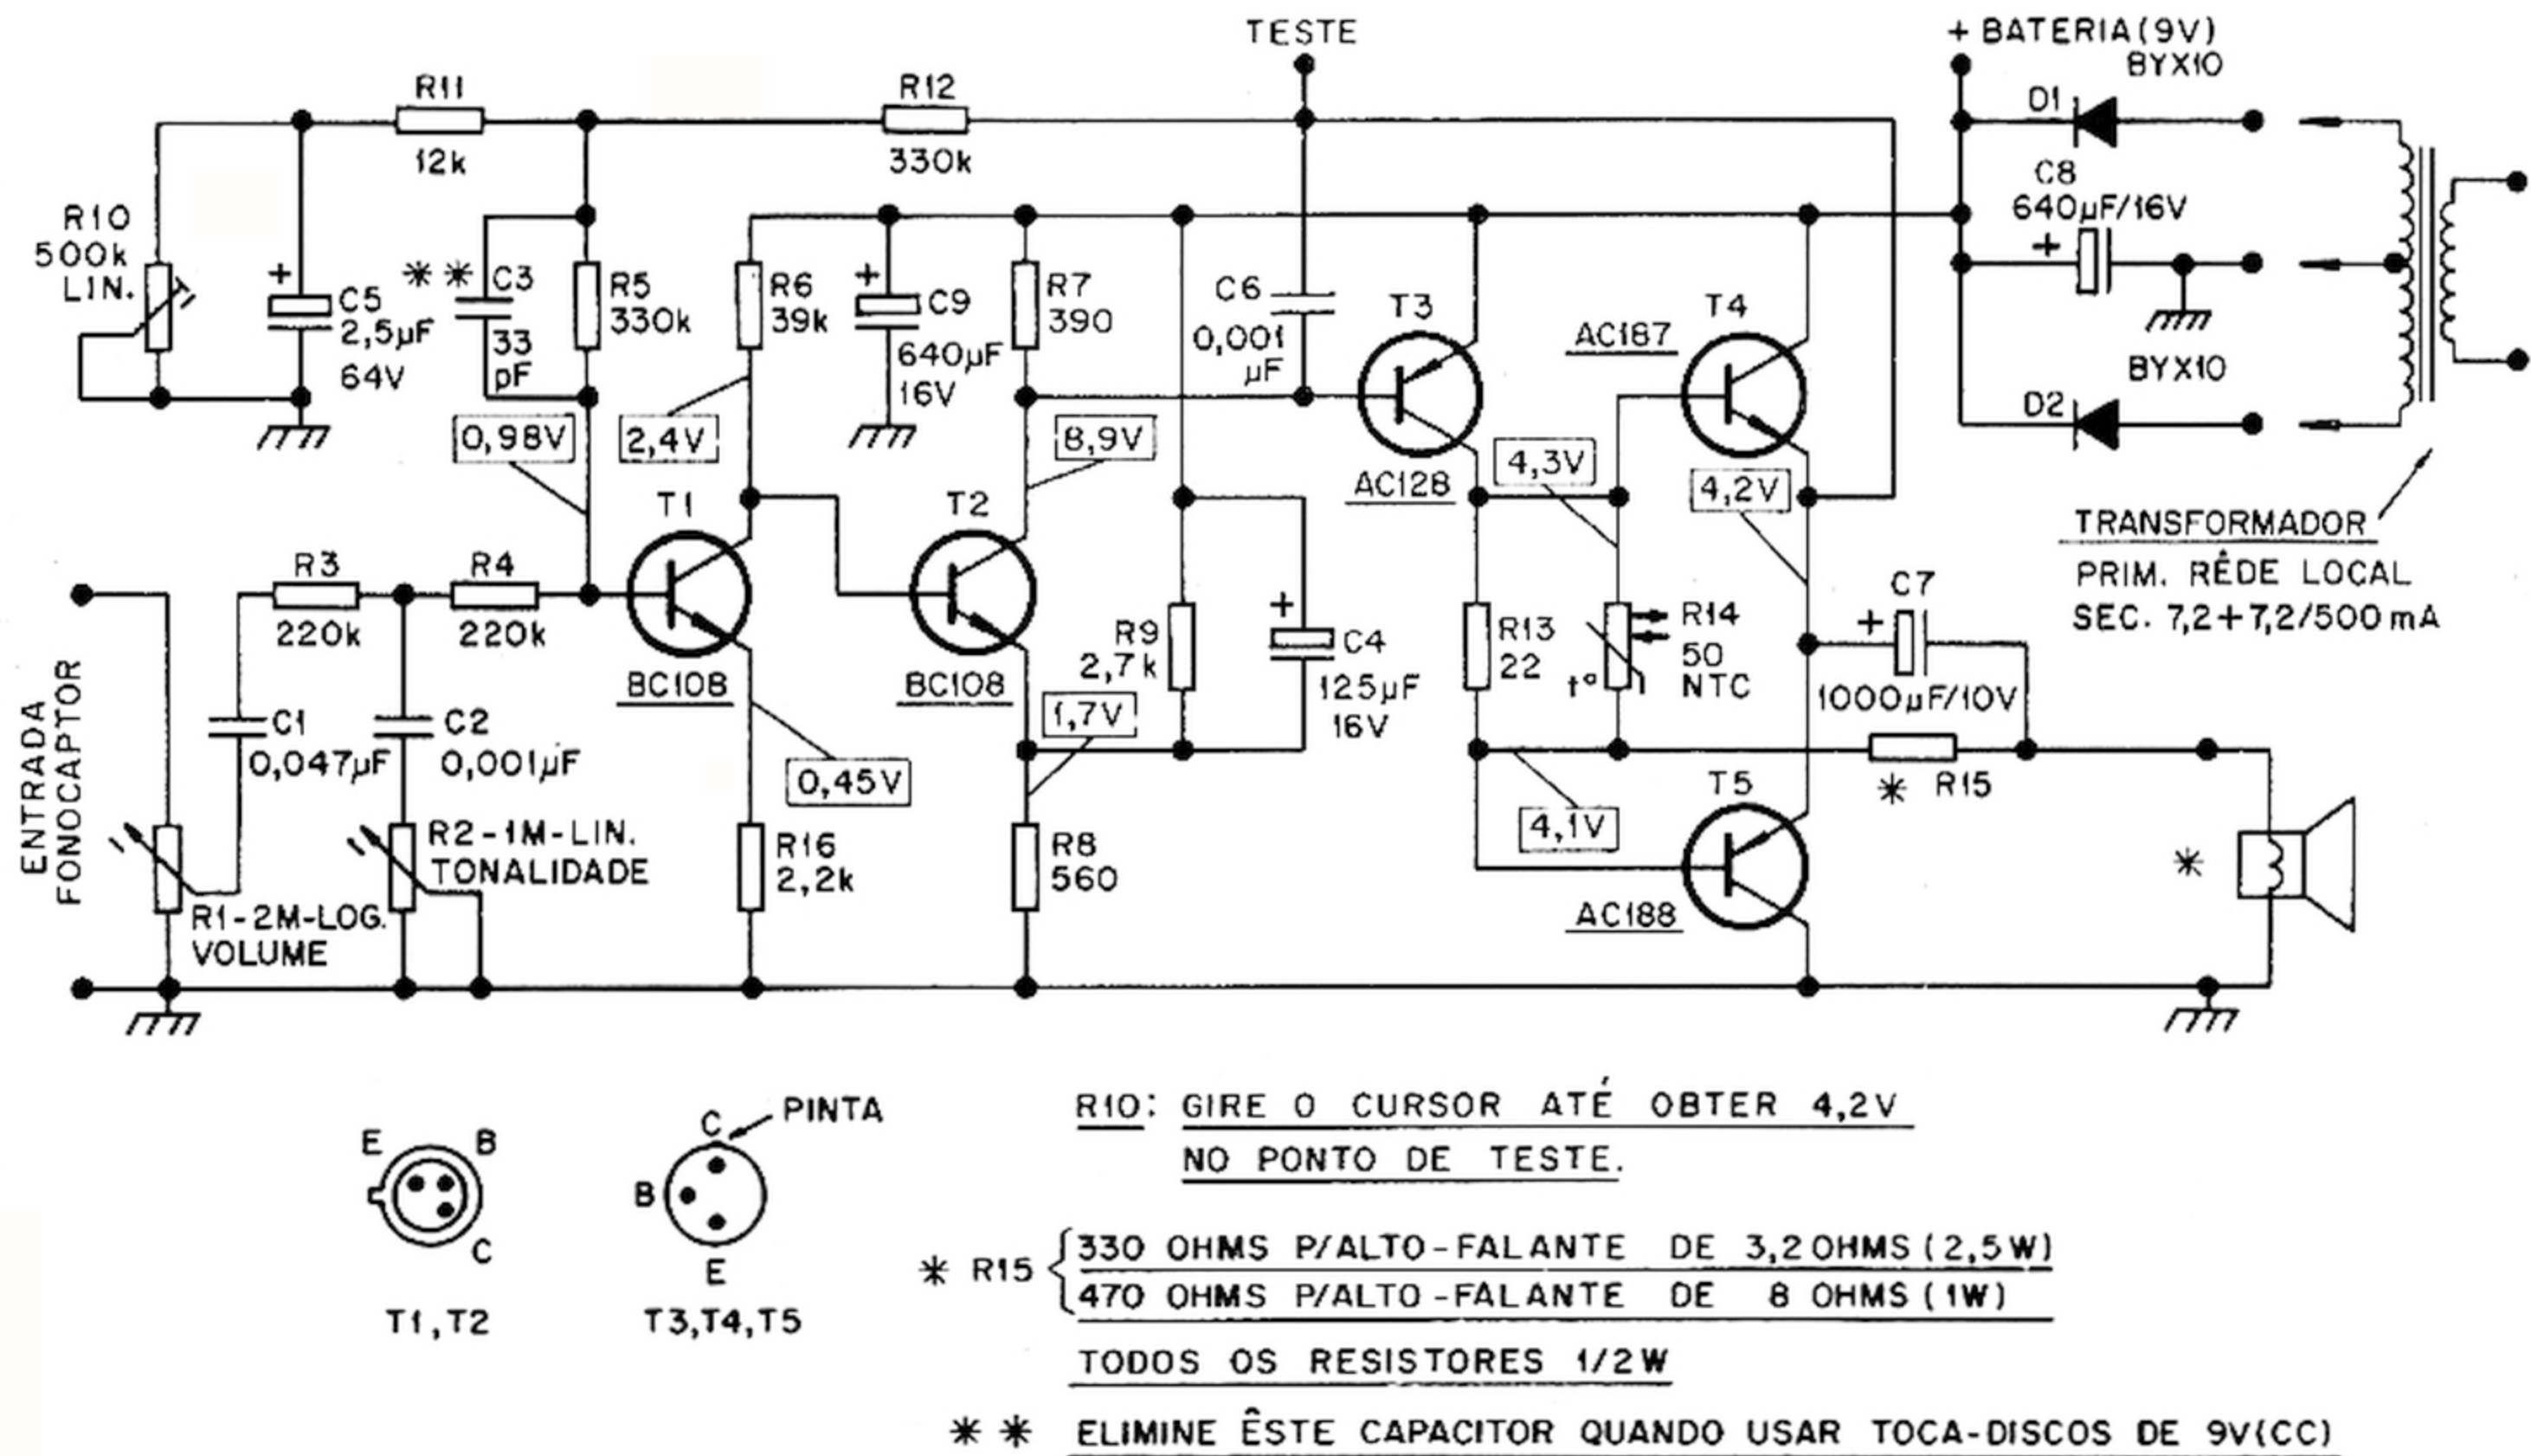 TESTE
+ BATERIA(9V)
BYX10
D1
R11
12k
R12
330k
C8
640µF/16V
+
R10
500k
LIN.
+
C5
2,5µF
64V
** C3
33
pF
R5
330k
R6
39k
+
C9
640µF
16V
R7
390
C6
0,001
µF
T3
AC128
AC187
T4
BYX10
D2
0,98V
2,4V
8,9V
4,3V
4,2V
TRANSFORMADOR
PRIM. RÊDE LOCAL
SEC. 7,2+7,2/500mA
T1
BC108
T2
BC108
R3
220k
R4
220k
R9
2,7k
+
C4
125µF
16V
R13
22
R14
50
NTC
t°
C7
+
1000µF/10V
ENTRADA
FONOCAPTOR
C1
0,047µF
C2
0,001µF
1,7V
0,45V
4,1V
* R15
T5
AC188
*
R1-2M-LOG.
VOLUME
R2-1M-LIN.
TONALIDADE
R16
2,2k
R8
560
E
B
C
T1,T2
C
PINTA
B
E
T3,T4,T5
R10: GIRE O CURSOR ATÉ OBTER 4,2V
NO PONTO DE TESTE.
* R15 { 330 OHMS P/ALTO-FALANTE DE 3,2 OHMS (2,5W)
470 OHMS P/ALTO-FALANTE DE 8 OHMS (1W)
TODOS OS RESISTORES 1/2W
** ELIMINE ÊSTE CAPACITOR QUANDO USAR TOCA-DISCOS DE 9V(CC)